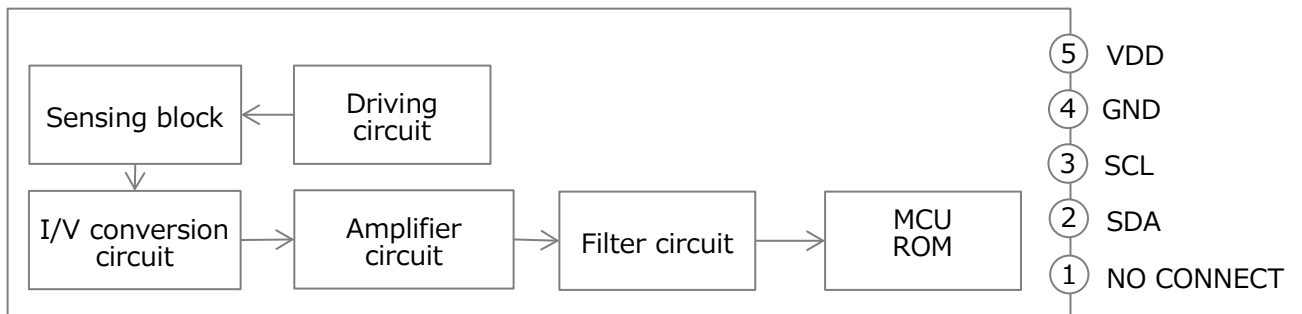 Sensing block
Driving
circuit
I/V conversion
circuit
Amplifier
circuit
Filter circuit
MCU
ROM
5 VDD
4 GND
3 SCL
2 SDA
1 NO CONNECT